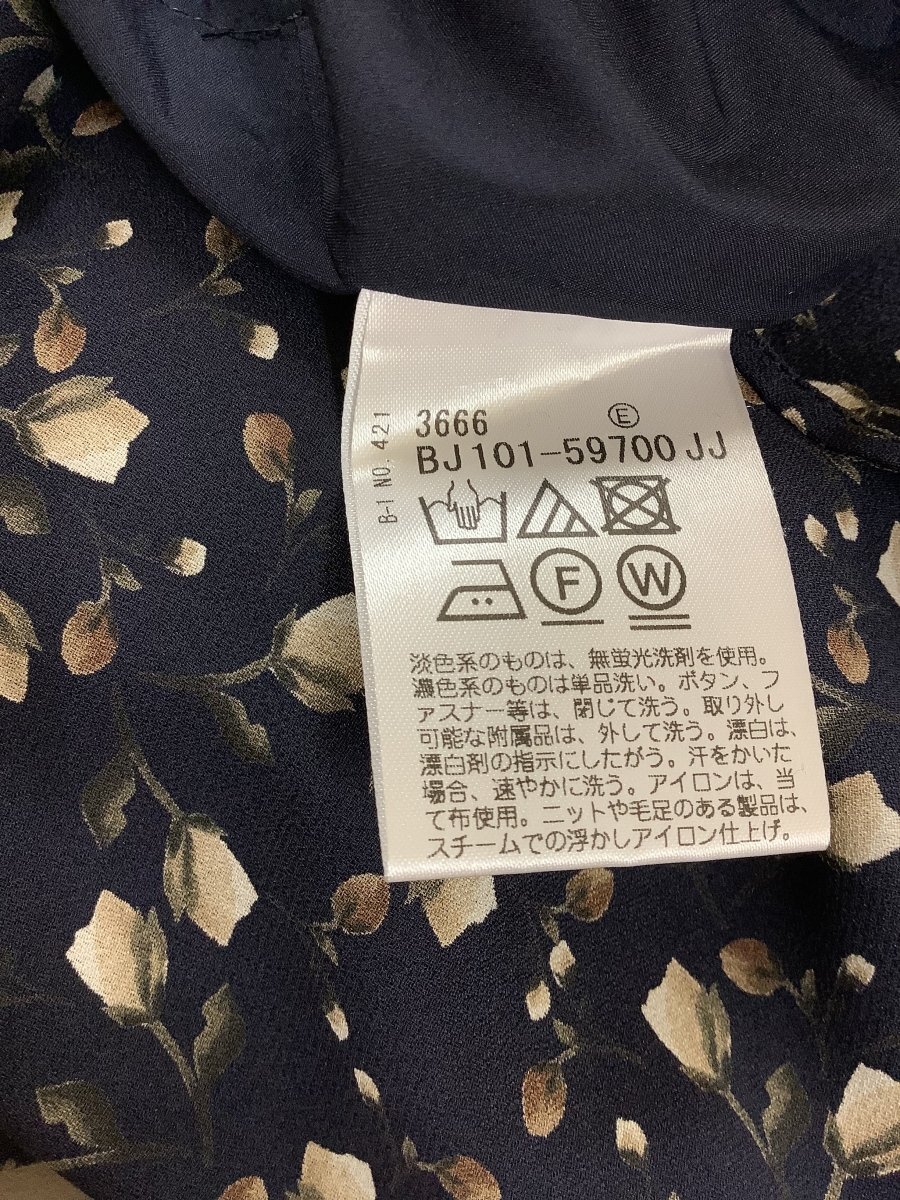 B-1 NO. 421
3666 E
BJ101-59700 JJ
F W
淡色系のものは、無蛍光洗剤を使用。
濃色系のものは単品洗い。ボタン、フ
ァスナー等は、閉じて洗う。取り外し
可能な附属品は、外して洗う。漂白は、
漂白剤の指示にしたがう。汗をかいた
場合、速やかに洗う。アイロンは、当
て布使用。ニットや毛足のある製品は、
スチームでの浮かしアイロン仕上げ。